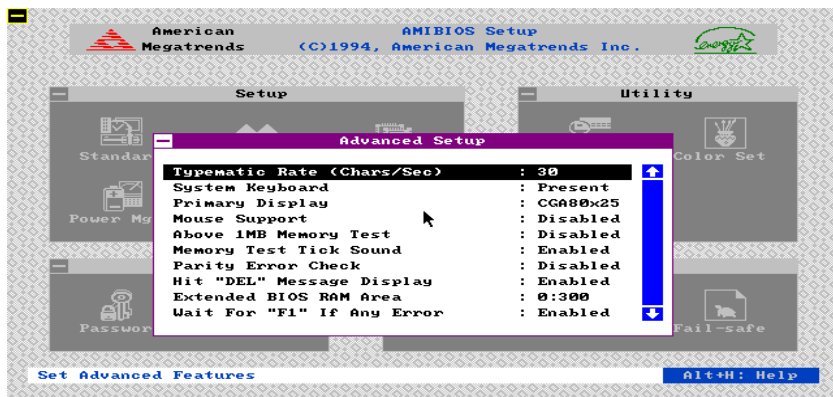 American
Megatrends
AMIBIOS Setup
(C)1994, American Megatrends Inc.
energy
Setup
Utility
Standar
Color Set
Power Mg
Passwor
Fail-safe
Advanced Setup
Typematic Rate (Chars/Sec) : 30
System Keyboard : Present
Primary Display : CGA80x25
Mouse Support : Disabled
Above 1MB Memory Test : Disabled
Memory Test Tick Sound : Enabled
Parity Error Check : Disabled
Hit "DEL" Message Display : Enabled
Extended BIOS RAM Area : 0:300
Wait For "F1" If Any Error : Enabled
Set Advanced Features
Alt+H: Help